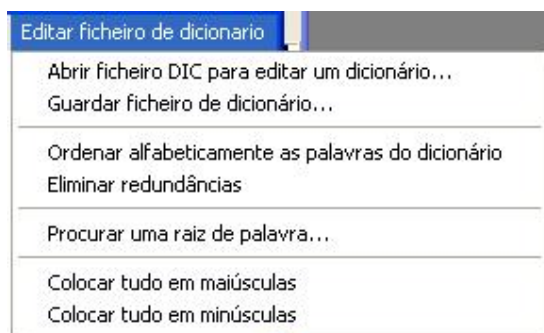 Editar ficheiro de dicionario
Abrir ficheiro DIC para editar um dicionário...
Guardar ficheiro de dicionário...
Ordenar alfabeticamente as palavras do dicionário
Eliminar redundâncias
Procurar uma raiz de palavra...
Colocar tudo em maiúsculas
Colocar tudo em minúsculas